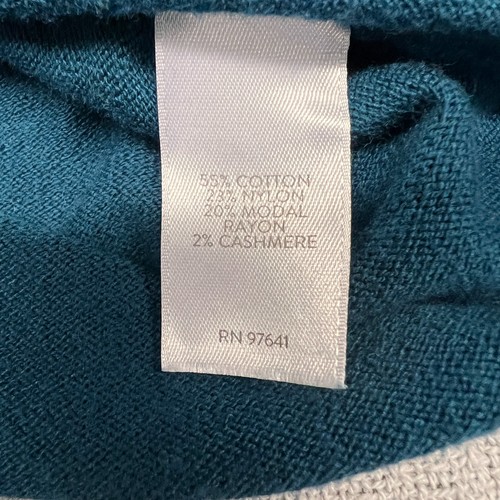 55% COTTON
23% NYLON
20% MODAL
RAYON
2% CASHMERE
RN 97641